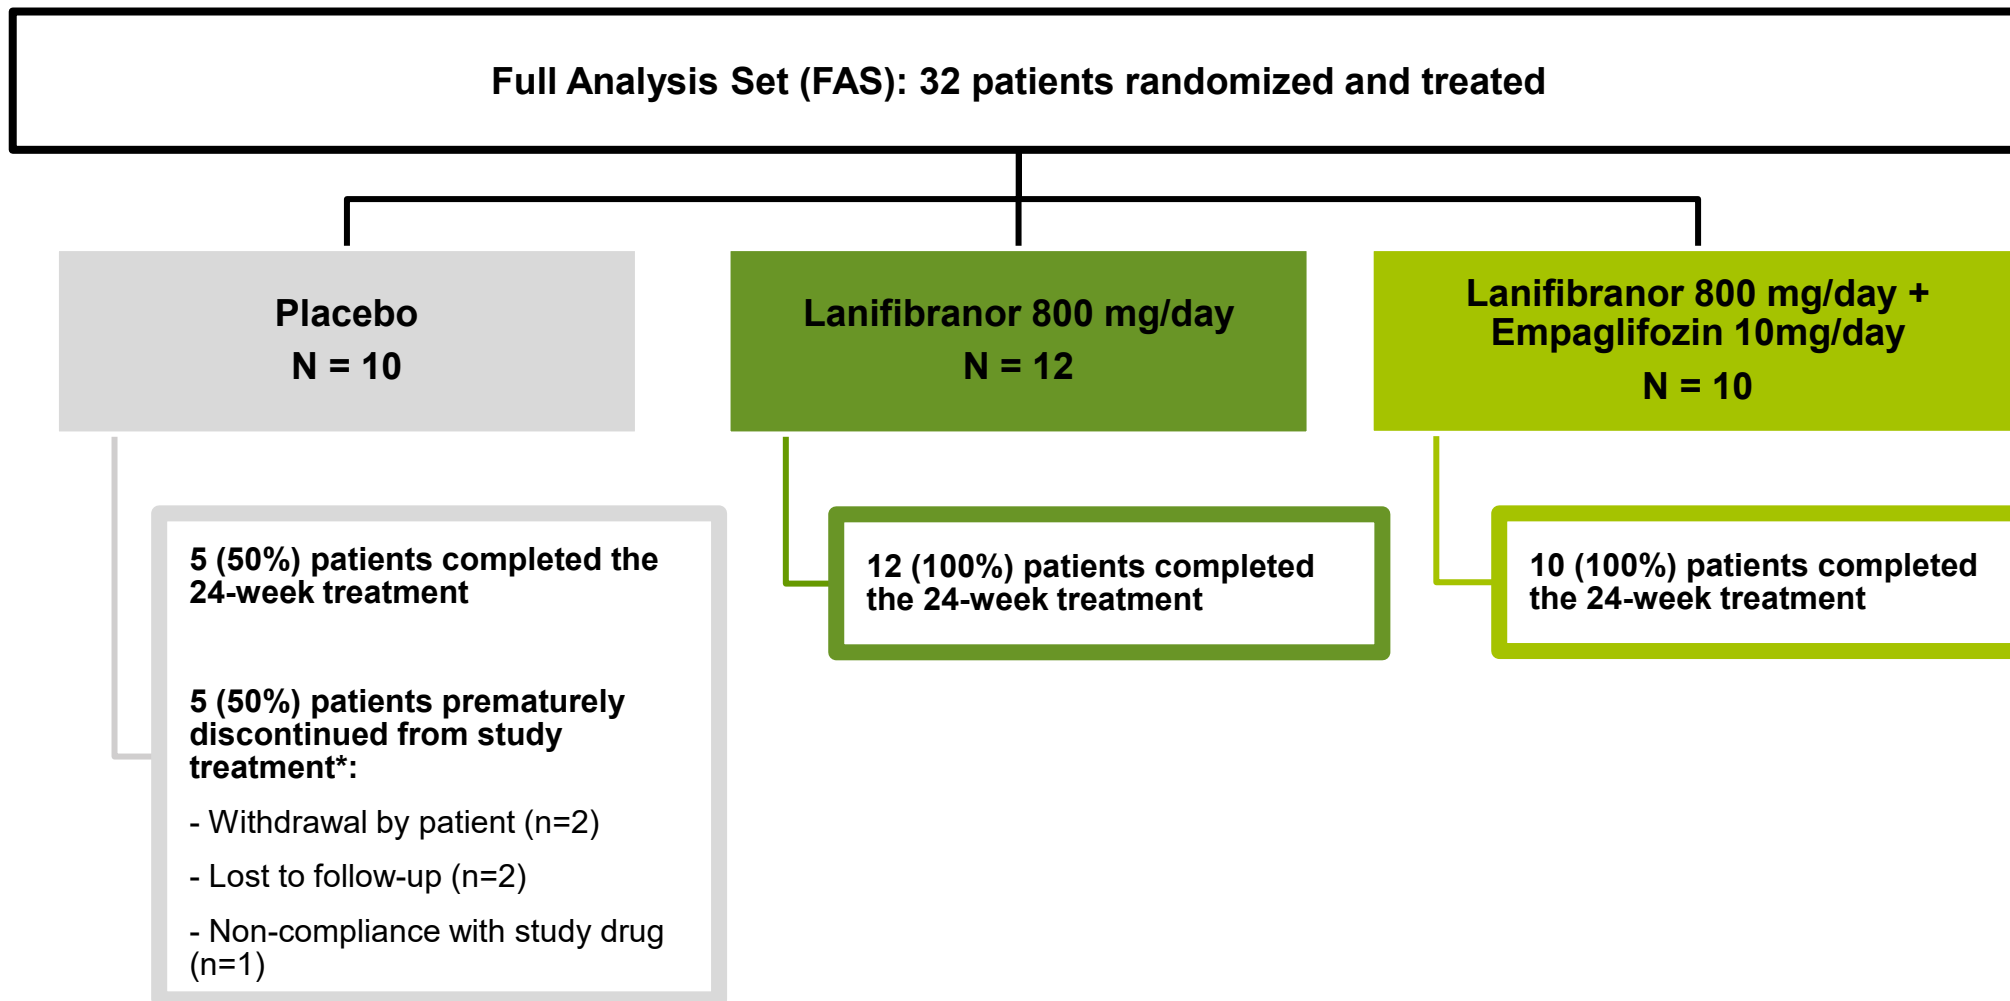 Full Analysis Set (FAS): 32 patients randomized and treated
Placebo
N = 10
Lanifibranor 800 mg/day
N = 12
Lanifibranor 800 mg/day +
Empaglifozin 10mg/day
N = 10
5 (50%) patients completed the
24-week treatment
5 (50%) patients prematurely
discontinued from study
treatment*:
- Withdrawal by patient (n=2)
- Lost to follow-up (n=2)
- Non-compliance with study drug
(n=1)
12 (100%) patients completed
the 24-week treatment
10 (100%) patients completed
the 24-week treatment